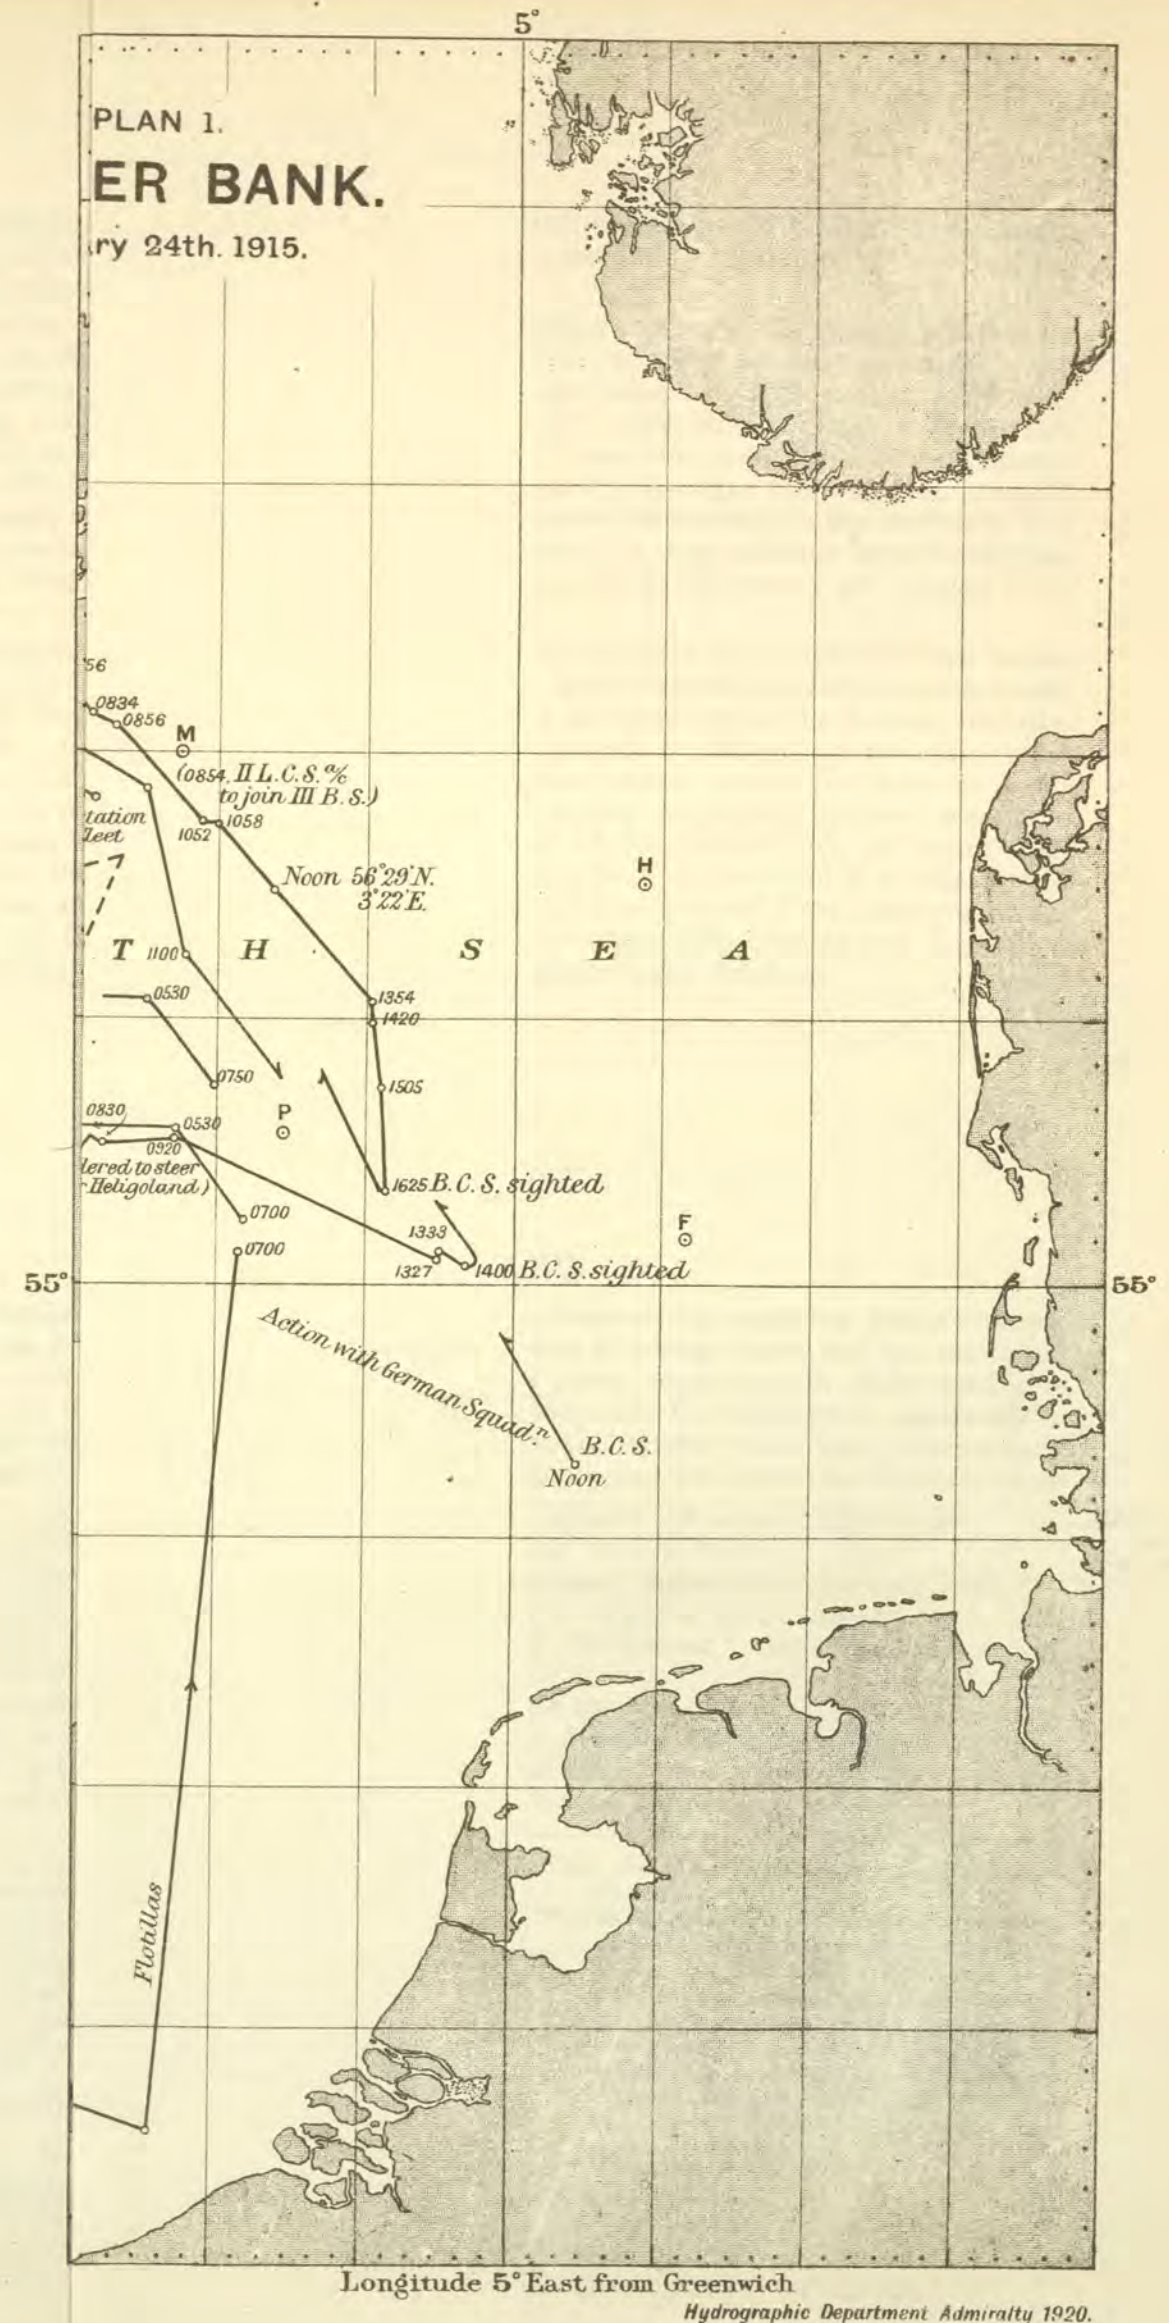 5°
PLAN 1.
ER BANK.
ry 24th. 1915.
56
0834
0856
M
(0854. II L.C.S. a/c
to join III B.S.)
tation
leet
1052
1058
Noon 56°29'N.
3°22'E.
H
T H S E A
1100
0530
1354
1420
0750
1505
P
0830
0530
0920
dered to steer
r Heligoland)
1625 B.C.S. sighted
0700
0700
1333
F
1327
1400 B.C.S. sighted
55°
55°
Action with German Squadn.
B.C.S.
Noon
Flotillas
Longitude 5° East from Greenwich
Hydrographic Department Admiralty 1920.